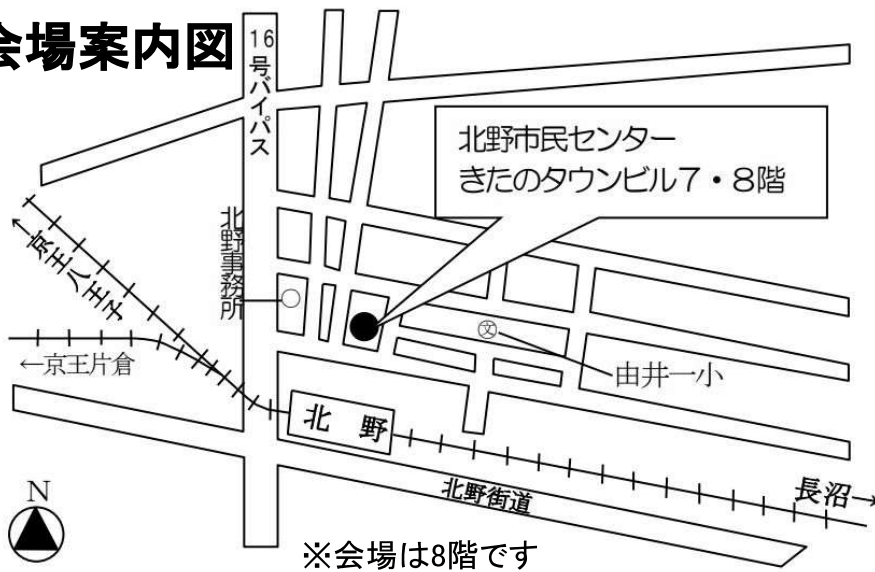 会場案内図
16号バイパス
北野市民センター
きたのタウンビル7・8階
北野事務所
←京王八王子
←京王片倉
文
由井一小
北野
長沼→
北野街道
N
※会場は8階です